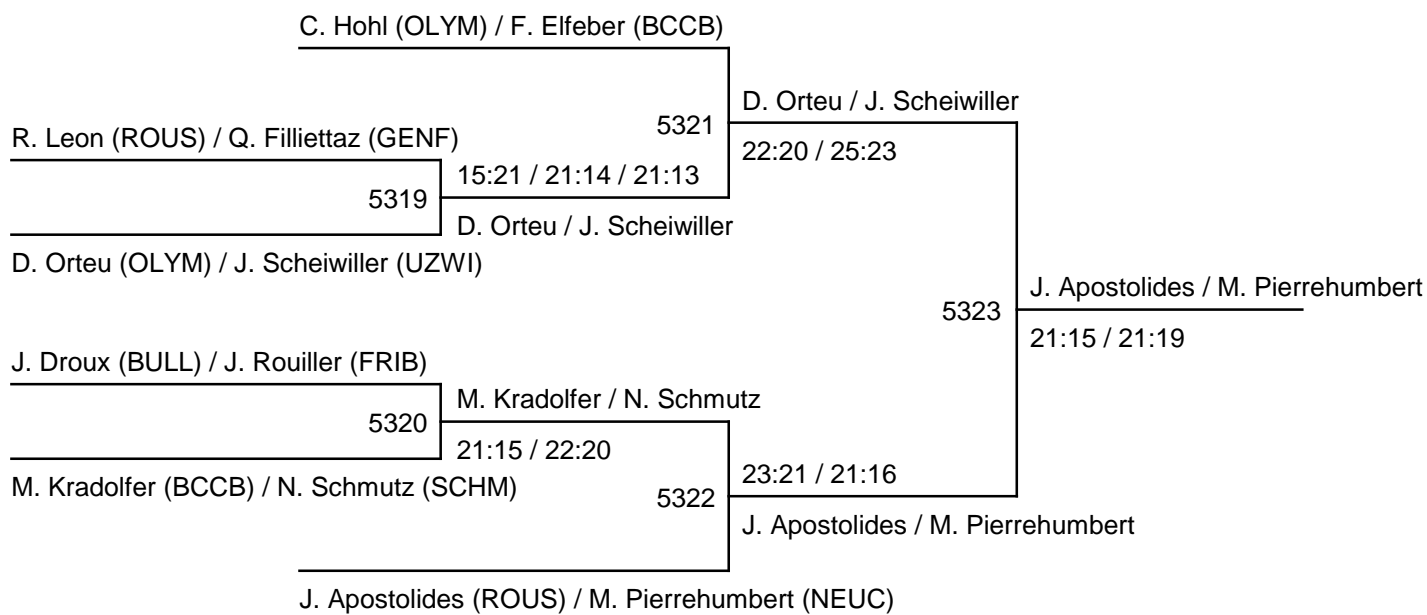 C. Hohl (OLYM) / F. Elfeber (BCCB)
D. Orteu / J. Scheiwiller
5321
22:20 / 25:23
R. Leon (ROUS) / Q. Filliettaz (GENF)
15:21 / 21:14 / 21:13
5319
D. Orteu / J. Scheiwiller
D. Orteu (OLYM) / J. Scheiwiller (UZWI)
J. Apostolides / M. Pierrehumbert
5323
21:15 / 21:19
J. Droux (BULL) / J. Rouiller (FRIB)
M. Kradolfer / N. Schmutz
5320
21:15 / 22:20
M. Kradolfer (BCCB) / N. Schmutz (SCHM)
23:21 / 21:16
5322
J. Apostolides / M. Pierrehumbert
J. Apostolides (ROUS) / M. Pierrehumbert (NEUC)